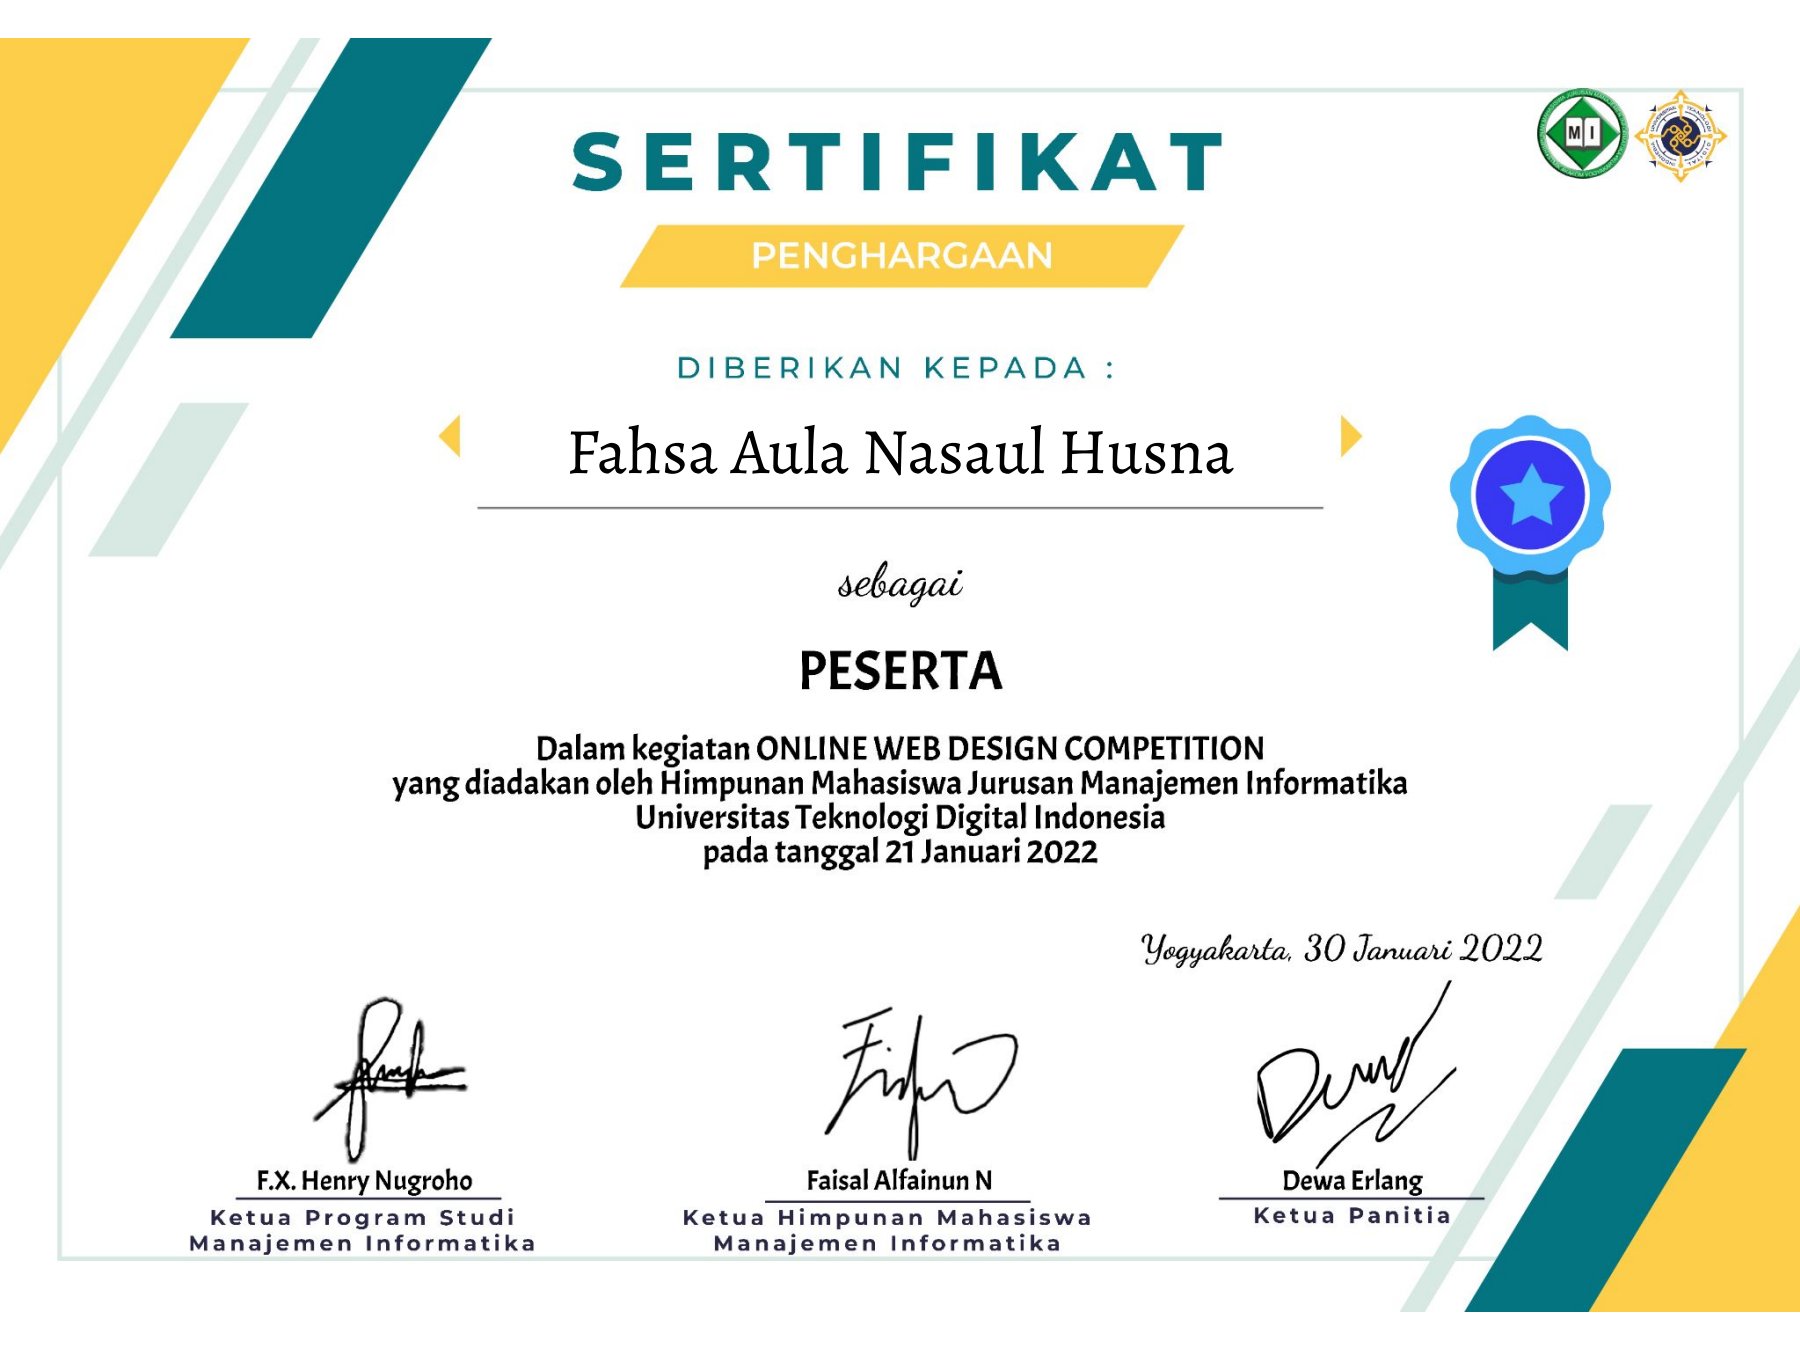 SERTIFIKAT
PENGHARGAAN
DIBERIKAN KEPADA :
Fahsa Aula Nasaul Husna
sebagai
PESERTA
Dalam kegiatan ONLINE WEB DESIGN COMPETITION
yang diadakan oleh Himpunan Mahasiswa Jurusan Manajemen Informatika
Universitas Teknologi Digital Indonesia
pada tanggal 21 Januari 2022
Yogyakarta, 30 Januari 2022
F.X. Henry Nugroho
Ketua Program Studi
Manajemen Informatika
Faisal Alfainun N
Ketua Himpunan Mahasiswa
Manajemen Informatika
Dewa Erlang
Ketua Panitia
MI